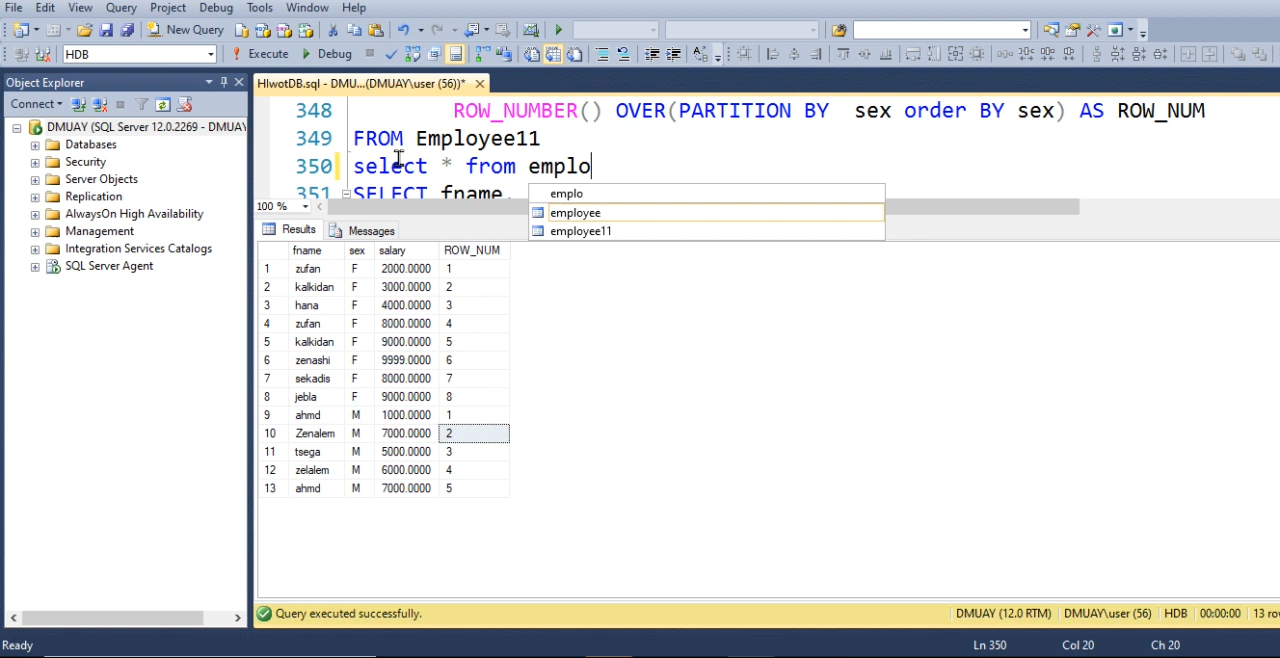 File Edit View Query Project Debug Tools Window Help
New Query
HDB Execute Debug
Object Explorer
HIwotDB.sql - DMU...(DMUAY\user (56))*
Connect
DMUAY (SQL Server 12.0.2269 - DMUAY
Databases
Security
Server Objects
Replication
AlwaysOn High Availability
Management
Integration Services Catalogs
SQL Server Agent
348 ROW_NUMBER() OVER(PARTITION BY sex order BY sex) AS ROW_NUM
349 FROM Employee11
350 select * from emplo
351 SELECT fname,
emplo
employee
employee11
100 %
Results Messages
fname sex salary ROW_NUM
1 zufan F 2000.0000 1
2 kalkidan F 3000.0000 2
3 hana F 4000.0000 3
4 zufan F 8000.0000 4
5 kalkidan F 9000.0000 5
6 zenashi F 9999.0000 6
7 sekadis F 8000.0000 7
8 jebla F 9000.0000 8
9 ahmd M 1000.0000 1
10 Zenalem M 7000.0000 2
11 tsega M 5000.0000 3
12 zelalem M 6000.0000 4
13 ahmd M 7000.0000 5
Query executed successfully. DMUAY (12.0 RTM) DMUAY\user (56) HDB 00:00:00 13 ro
Ready Ln 350 Col 20 Ch 20